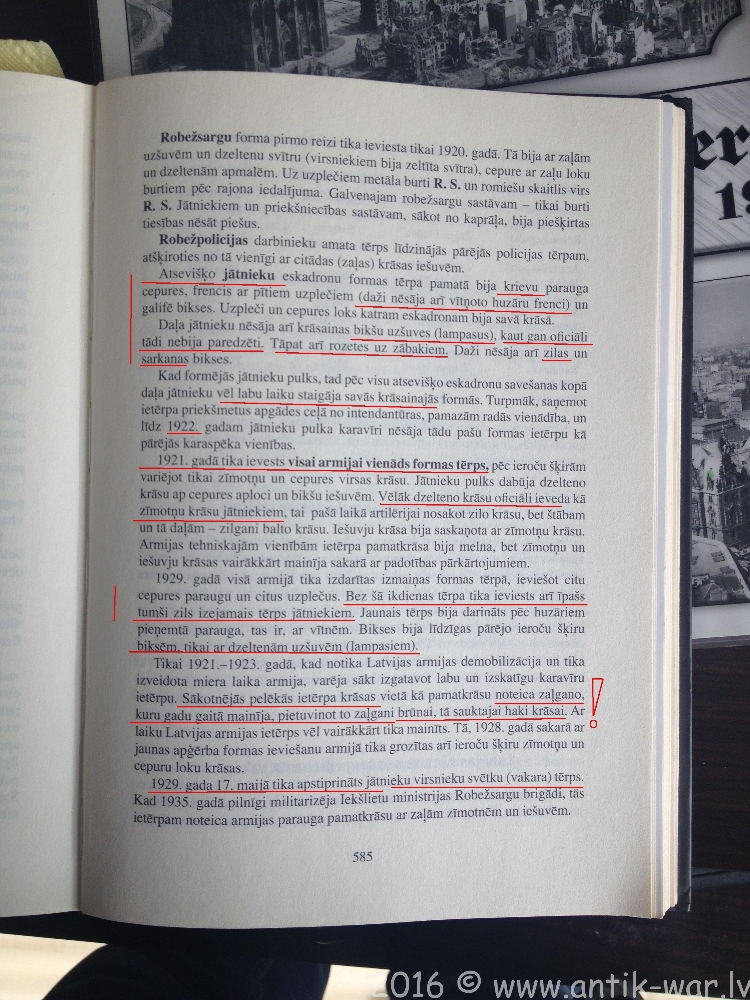 Robežsargu forma pirmo reizi tika ieviesta tikai 1920. gadā. Tā bija ar zaļām
uzšuvēm un dzeltenu svītru (virsniekiem bija zeltīta svītra), cepure ar zaļu loku
un dzeltenām apmalēm. Uz uzplečiem metāla burti R. S. un romiešu skaitlis virs
burtiem pēc rajona iedalījuma. Galvenajam robežsargu sastāvam – tikai burti
R. S. Jātniekiem un priekšniecības sastāvam, sākot no kaprāļa, bija piešķirtas
tiesības nēsāt piešus.
Robežpolicijas darbinieku amata tērps līdzinājās pārējās policijas tērpam,
atšķiroties no tā vienīgi ar citādas (zaļas) krāsas iešuvēm.
Atsevišķo jātnieku eskadronu formas tērpa pamatā bija krievu parauga
cepures, frencis ar pītiem uzplečiem (daži nēsāja arī vītņoto huzāru frenci) un
galifē bikses. Uzpleči un cepures loks katram eskadronam bija savā krāsā.
Daļa jātnieku nēsāja arī krāsainas bikšu uzšuves (lampasus), kaut gan oficiāli
tādi nebija paredzēti. Tāpat arī rozetes uz zābakiem. Daži nēsāja arī zilas un
sarkanas bikses.
Kad formējās jātnieku pulks, tad pēc visu atsevišķo eskadronu savešanas kopā
daļa jātnieku vēl labu laiku staigāja savās krāsainajās formās. Turpmāk, saņemot
ietērpa priekšmetus apgādes ceļā no intendantūras, pamazām radās vienādība, un
līdz 1922. gadam jātnieku pulka karavīri nēsāja tādu pašu formas ietērpu kā
pārējās karaspēka vienības.
1921. gadā tika ievests visai armijai vienāds formas tērps, pēc ieroču šķirām
variējot tikai zīmotņu un cepures virsas krāsu. Jātnieku pulks dabūja dzelteno
krāsu ap cepures aploci un bikšu iešuvēm. Vēlāk dzelteno krāsu oficiāli ieveda kā
zīmotņu krāsu jātniekiem, tai pašā laikā artilērijai nosakot zilo krāsu, bet štābam
un tā daļām – zilgani balto krāsu. Iešuvju krāsa bija saskaņota ar zīmotņu krāsu.
Armijas tehniskajām vienībām ietērpa pamatkrāsa bija melna, bet zīmotņu un
iešuvju krāsas vairākkārt mainīja sakarā ar padotības pārkārtojumiem.
1929. gadā visā armijā tika izdarītas izmaiņas formas tērpā, ieviešot citu
cepures paraugu un citus uzplečus. Bez šā ikdienas tērpa tika ieviests arī īpašs
tumši zils izejamais tērps jātniekiem. Jaunais tērps bija darināts pēc huzāriem
pieņemtā parauga, tas ir, ar vītnēm. Bikses bija līdzīgas pārējo ieroču šķiru
biksēm, tikai ar dzeltenām uzšuvēm (lampasiem).
Tikai 1921.–1923. gadā, kad notika Latvijas armijas demobilizācija un tika
izveidota miera laika armija, varēja sākt izgatavot labu un izskatīgu karavīru
ietērpu. Sākotnējās pelēkās ietērpa krāsas vietā kā pamatkrāsu noteica zaļgano,
kuru gadu gaitā mainīja, pietuvinot to zaļgani brūnai, tā sauktajai haki krāsai. Ar
laiku Latvijas armijas ietērps vēl vairākkārt tika mainīts. Tā, 1928. gadā sakarā ar
jaunas apģērba formas ieviešanu armijā tika grozītas arī ieroču šķiru zīmotņu un
cepuru loku krāsas.
1929. gada 17. maijā tika apstiprināts jātnieku virsnieku svētku (vakara) tērps.
Kad 1935. gadā pilnīgi militarizēja Iekšlietu ministrijas Robežsargu brigādi, tās
ietērpam noteica armijas parauga pamatkrāsu ar zaļām zīmotnēm un iešuvēm.
585
!
er
19
2016 © www.antik-war.lv